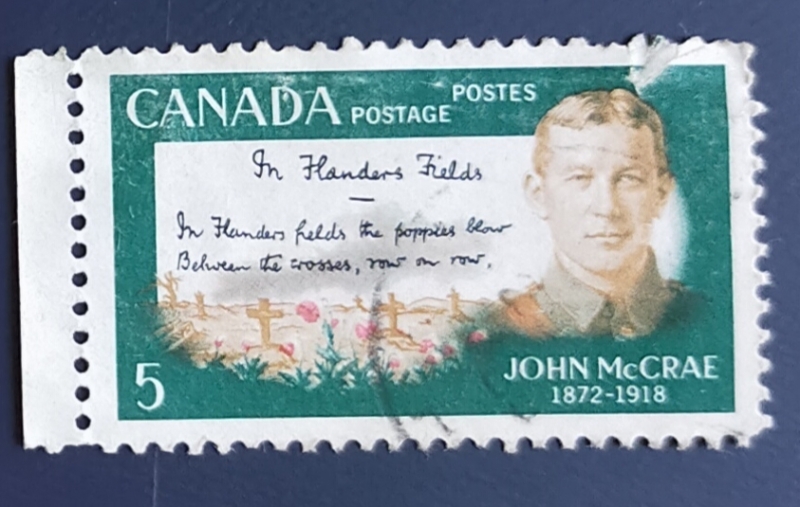 CANADA POSTAGE POSTES
In Flanders Fields
In Flanders fields the poppies blow
Between the crosses, row on row,
5
JOHN McCRAE
1872-1918